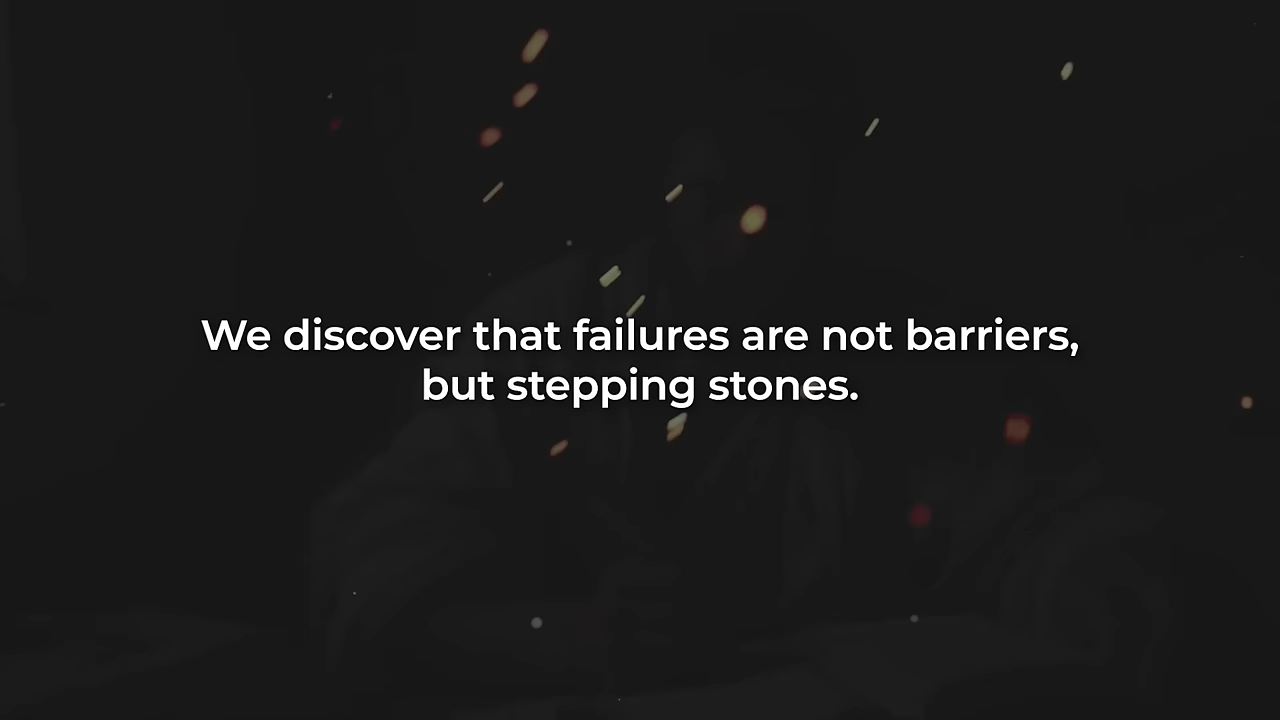 We discover that failures are not barriers,
but stepping stones.